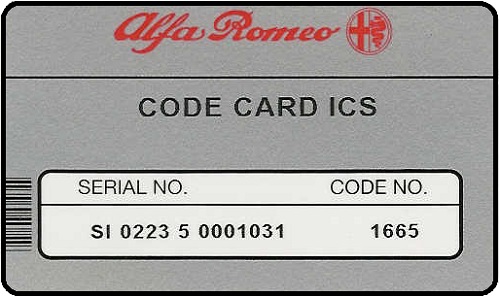 Alfa Romeo
CODE CARD ICS
SERIAL NO. CODE NO.
SI 0223 5 0001031 1665